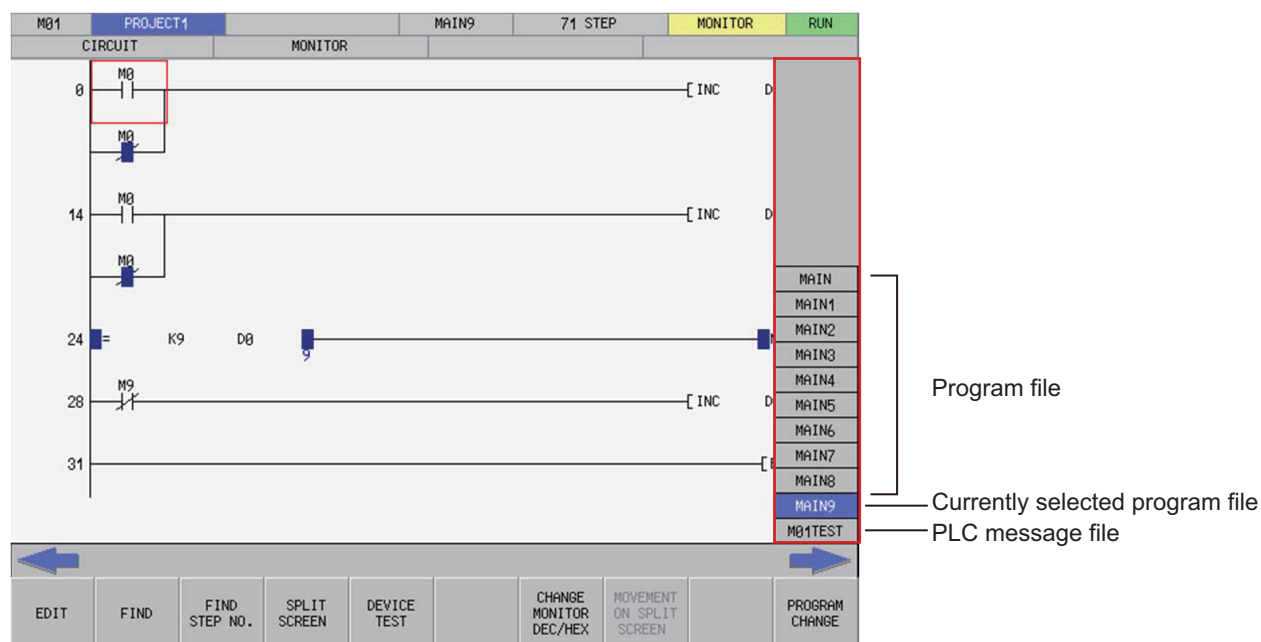 M01 PROJECT1 MAIN9 71 STEP MONITOR RUN
CIRCUIT MONITOR
M0
0 [ INC D
M0
M0
14 [ INC D
M0
24 = K9 D0
9
M9
28 [ INC D
31 [
MAIN
MAIN1
MAIN2
MAIN3
MAIN4
MAIN5
MAIN6
MAIN7
MAIN8
MAIN9
M01TEST
Program file
Currently selected program file
PLC message file
EDIT
FIND
FIND
STEP NO.
SPLIT
SCREEN
DEVICE
TEST
CHANGE
MONITOR
DEC/HEX
MOVEMENT
ON SPLIT
SCREEN
PROGRAM
CHANGE